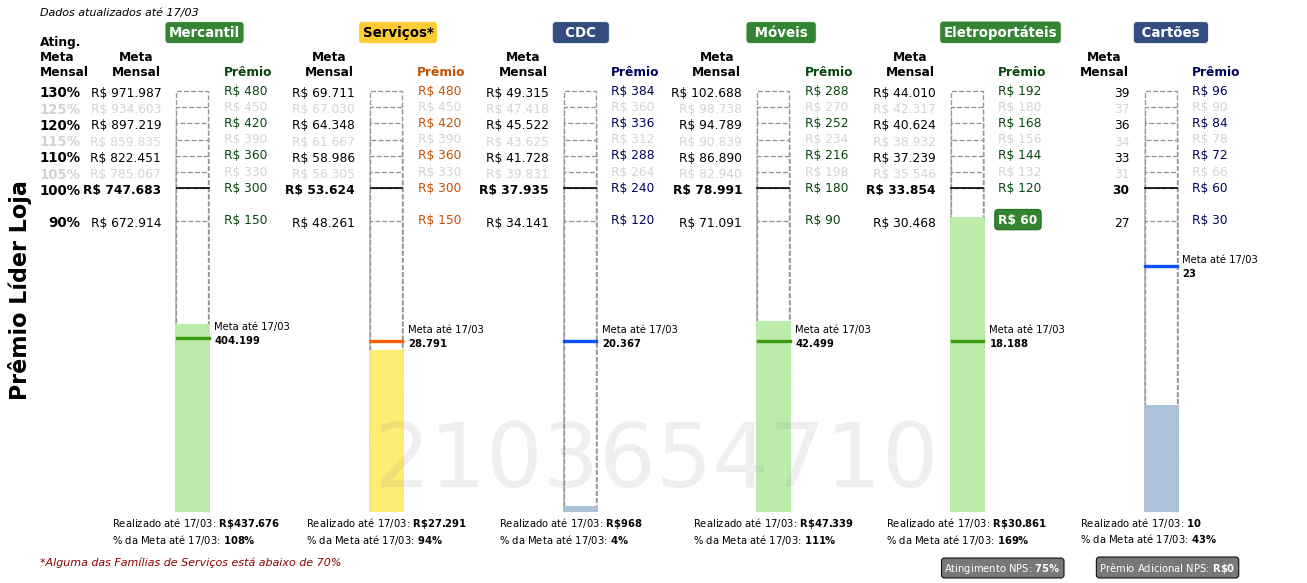 Dados atualizados até 17/03
Mercantil Serviços* CDC Móveis Eletroportáteis Cartões
Ating. Meta Mensal Meta Mensal Prêmio Meta Mensal Prêmio Meta Mensal Prêmio Meta Mensal Prêmio Meta Mensal Prêmio Meta Mensal Prêmio
130% R$ 971.987 R$ 480 R$ 69.711 R$ 480 R$ 49.315 R$ 384 R$ 102.688 R$ 288 R$ 44.010 R$ 192 39 R$ 96
125% R$ 934.603 R$ 450 R$ 67.030 R$ 450 R$ 47.418 R$ 360 R$ 98.738 R$ 270 R$ 42.317 R$ 180 37 R$ 90
120% R$ 897.219 R$ 420 R$ 64.348 R$ 420 R$ 45.522 R$ 336 R$ 94.789 R$ 252 R$ 40.624 R$ 168 36 R$ 84
115% R$ 859.835 R$ 390 R$ 61.667 R$ 390 R$ 43.625 R$ 312 R$ 90.839 R$ 234 R$ 38.932 R$ 156 34 R$ 78
110% R$ 822.451 R$ 360 R$ 58.986 R$ 360 R$ 41.728 R$ 288 R$ 86.890 R$ 216 R$ 37.239 R$ 144 33 R$ 72
105% R$ 785.067 R$ 330 R$ 56.305 R$ 330 R$ 39.831 R$ 264 R$ 82.940 R$ 198 R$ 35.546 R$ 132 31 R$ 66
100% R$ 747.683 R$ 300 R$ 53.624 R$ 300 R$ 37.935 R$ 240 R$ 78.991 R$ 180 R$ 33.854 R$ 120 30 R$ 60
90% R$ 672.914 R$ 150 R$ 48.261 R$ 150 R$ 34.141 R$ 120 R$ 71.091 R$ 90 R$ 30.468 R$ 60 27 R$ 30
Prêmio Líder Loja
Meta até 17/03
23
Meta até 17/03 Meta até 17/03 Meta até 17/03 Meta até 17/03 Meta até 17/03
404.199 28.791 20.367 42.499 18.188
2103654710
Realizado até 17/03: R$437.676 Realizado até 17/03: R$27.291 Realizado até 17/03: R$968 Realizado até 17/03: R$47.339 Realizado até 17/03: R$30.861 Realizado até 17/03: 10
% da Meta até 17/03: 108% % da Meta até 17/03: 94% % da Meta até 17/03: 4% % da Meta até 17/03: 111% % da Meta até 17/03: 169% % da Meta até 17/03: 43%
*Alguma das Famílias de Serviços está abaixo de 70%
Atingimento NPS: 75% Prêmio Adicional NPS: R$0